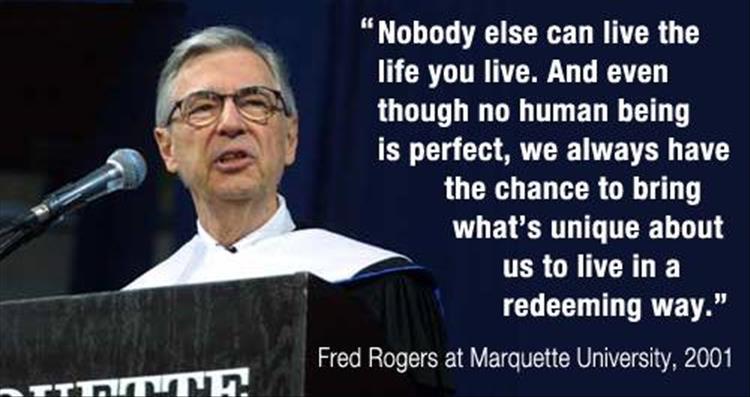 “Nobody else can live the
life you live. And even
though no human being
is perfect, we always have
the chance to bring
what’s unique about
us to live in a
redeeming way.”
Fred Rogers at Marquette University, 2001